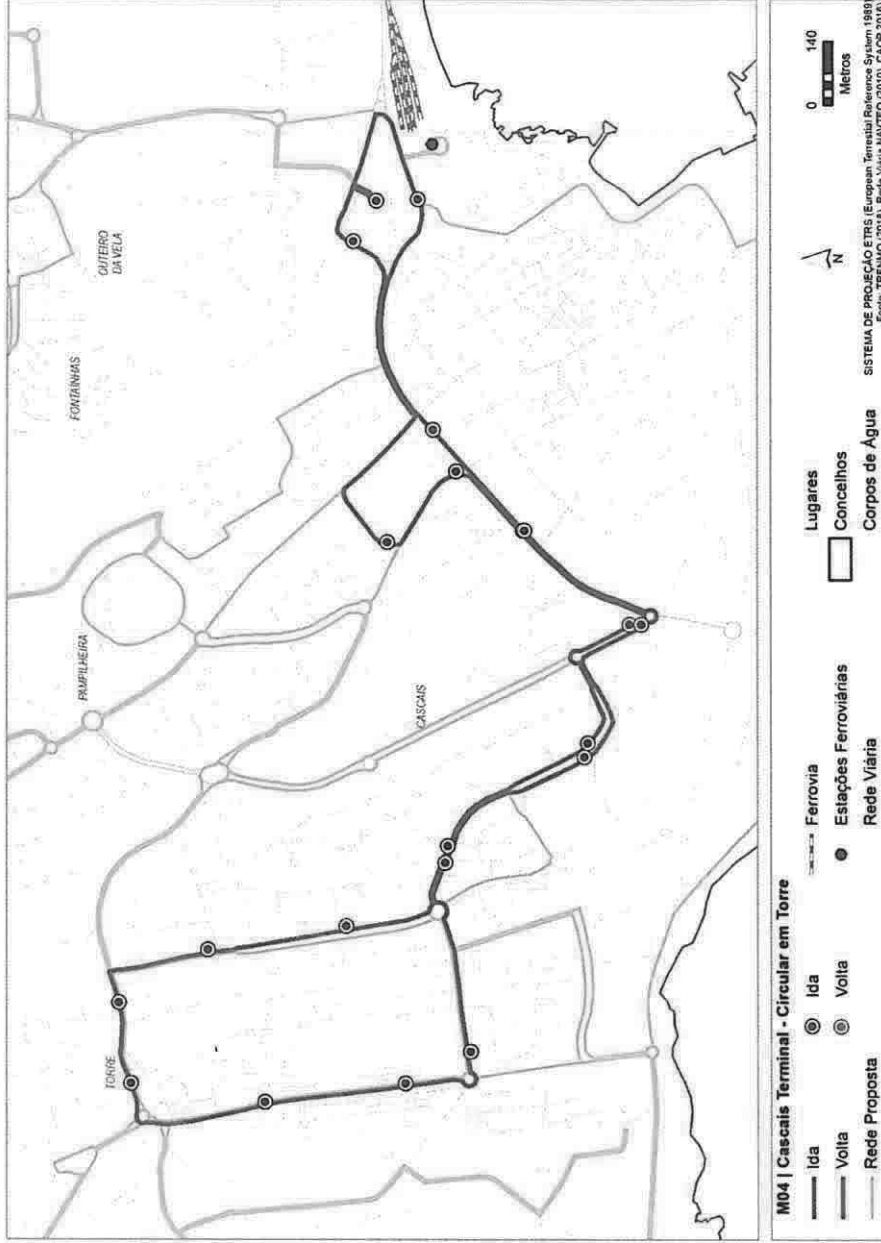 OUTEIRO
DA VELA
FONTAINHAS
PAMPILHEIRA
CASCAIS
TORRE
M04 | Cascais Terminal - Circular em Torre
Ida
Volta
Rede Proposta
Ida
Volta
Ferrovia
Estações Ferroviárias
Rede Viária
Lugares
Concelhos
Corpos de Água
N
0 140
Metros
SISTEMA DE PROJEÇÃO ETRS (European Terrestrial Reference System 1989)